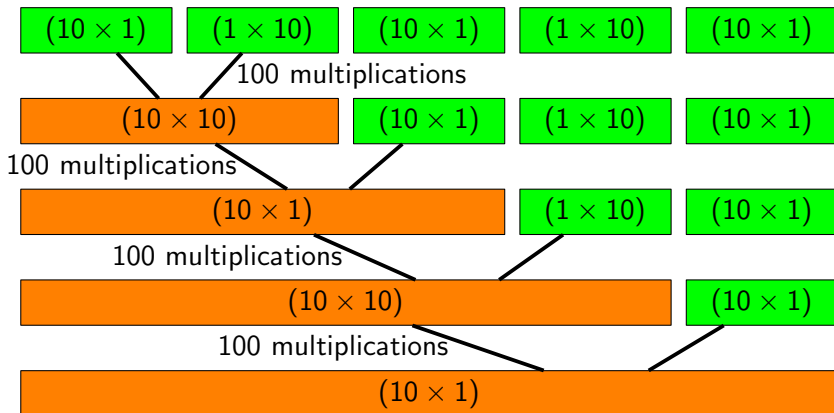 (10 × 1) (1 × 10) (10 × 1) (1 × 10) (10 × 1)
100 multiplications
(10 × 10) (10 × 1) (1 × 10) (10 × 1)
100 multiplications
(10 × 1) (1 × 10) (10 × 1)
100 multiplications
(10 × 10) (10 × 1)
100 multiplications
(10 × 1)